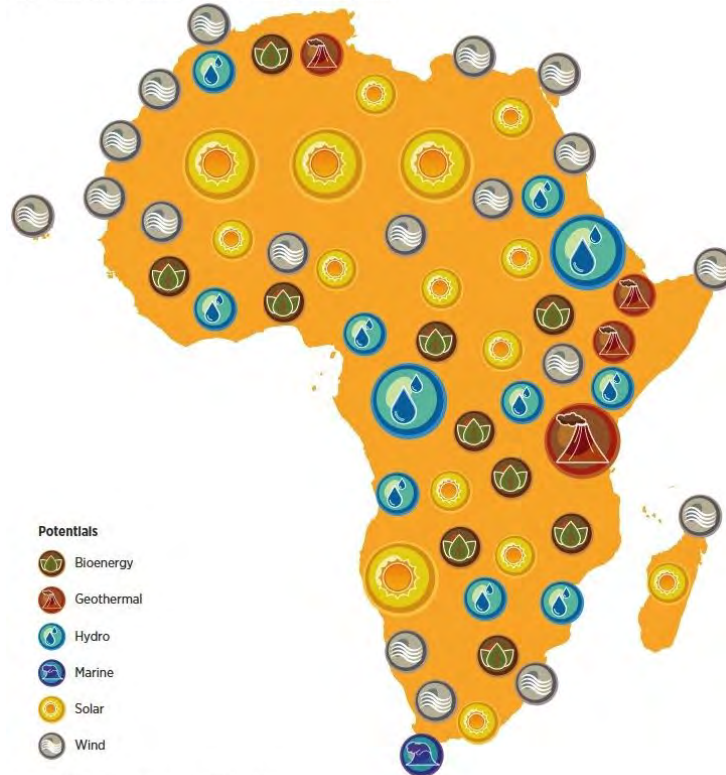 Potentials
Bioenergy
Geothermal
Hydro
Marine
Solar
Wind